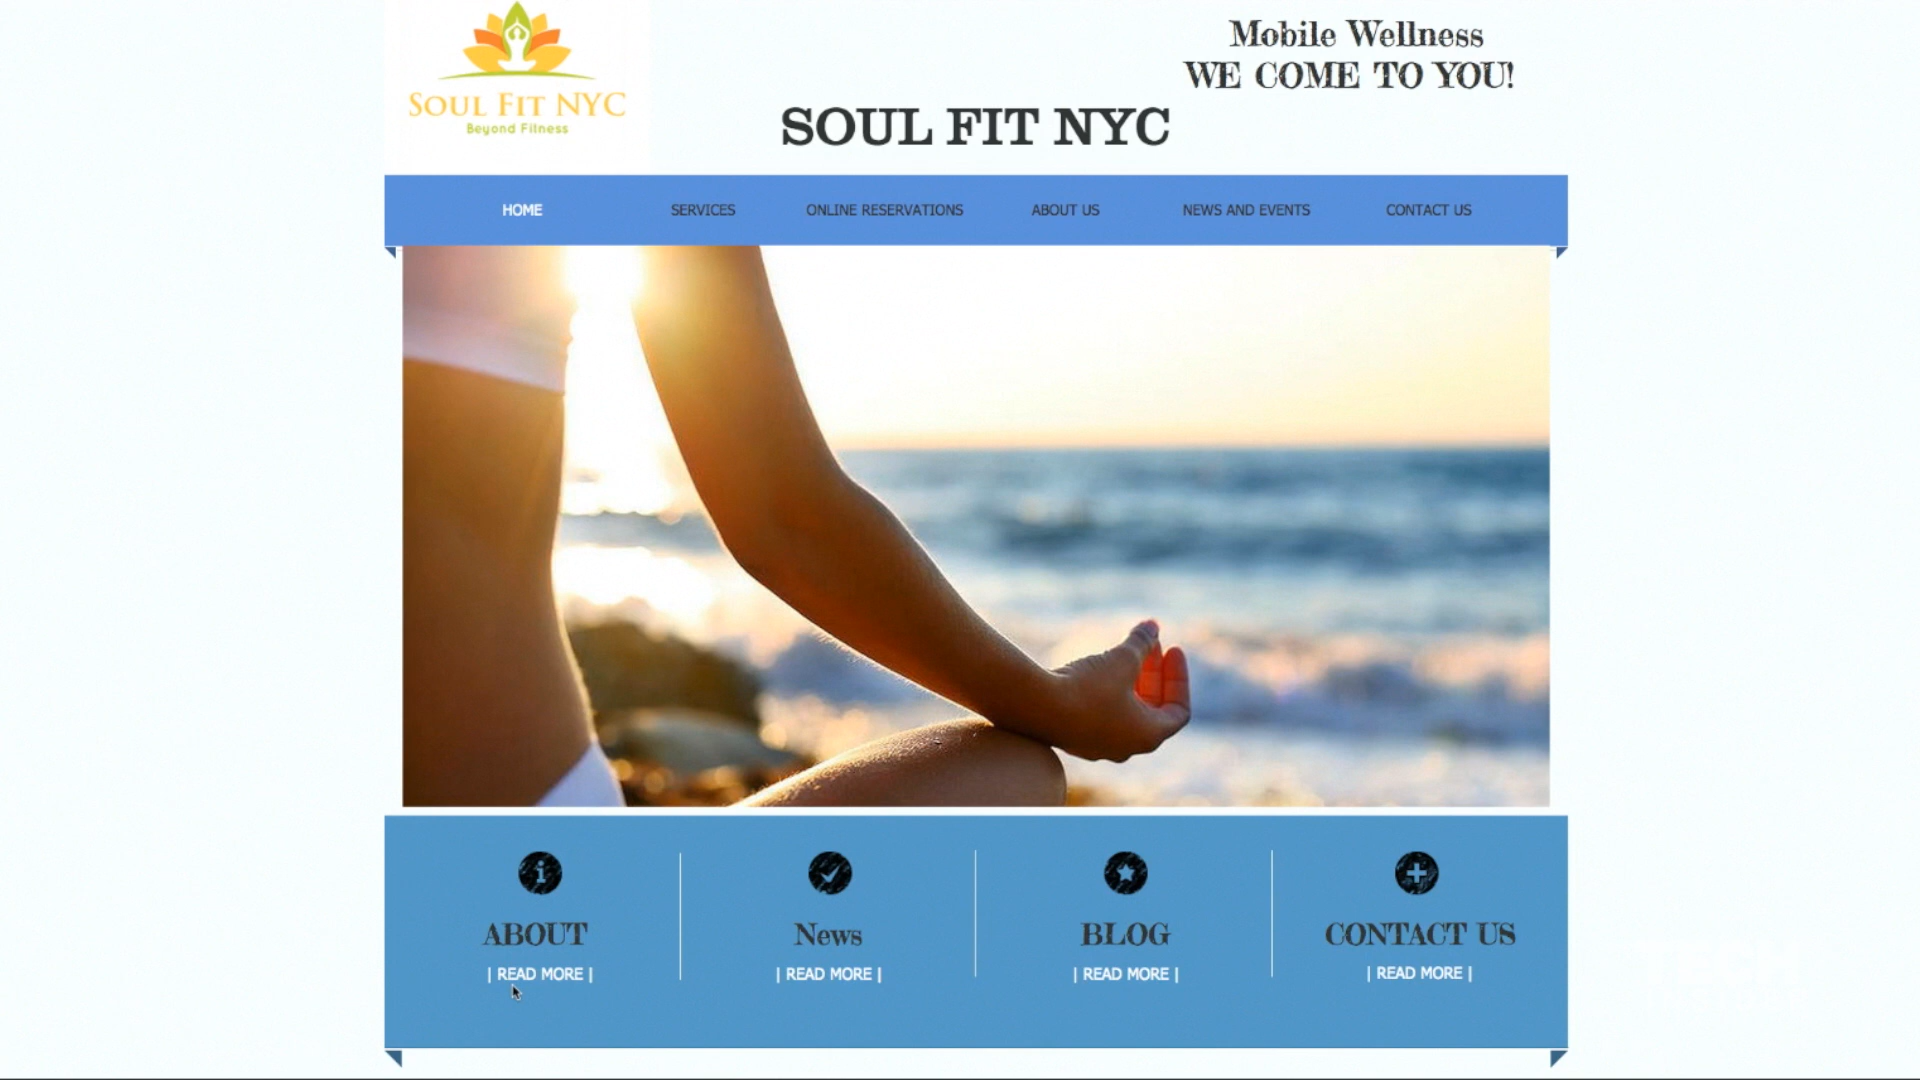 SOUL FIT NYC
Beyond Fitness
Mobile Wellness
WE COME TO YOU!
SOUL FIT NYC
HOME SERVICES ONLINE RESERVATIONS ABOUT US NEWS AND EVENTS CONTACT US
ABOUT News BLOG CONTACT US
| READ MORE | | READ MORE | | READ MORE | | READ MORE |